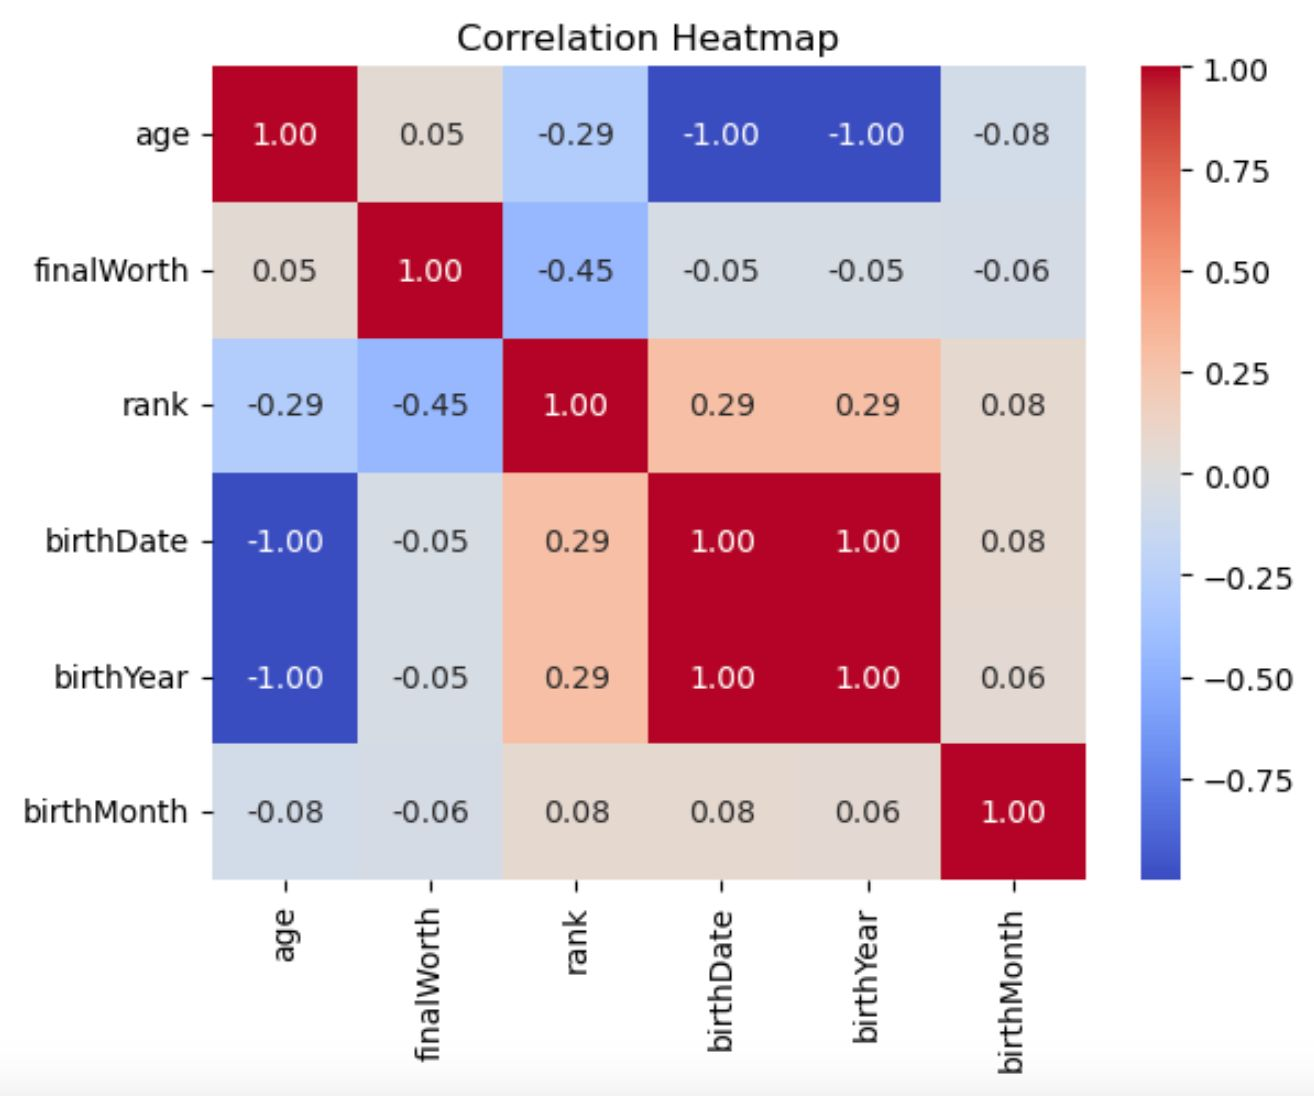 Correlation Heatmap
age 1.00 0.05 -0.29 -1.00 -1.00 -0.08
finalWorth 0.05 1.00 -0.45 -0.05 -0.05 -0.06
rank -0.29 -0.45 1.00 0.29 0.29 0.08
birthDate -1.00 -0.05 0.29 1.00 1.00 0.08
birthYear -1.00 -0.05 0.29 1.00 1.00 0.06
birthMonth -0.08 -0.06 0.08 0.08 0.06 1.00
age
finalWorth
rank
birthDate
birthYear
birthMonth
1.00
0.75
0.50
0.25
0.00
−0.25
−0.50
−0.75